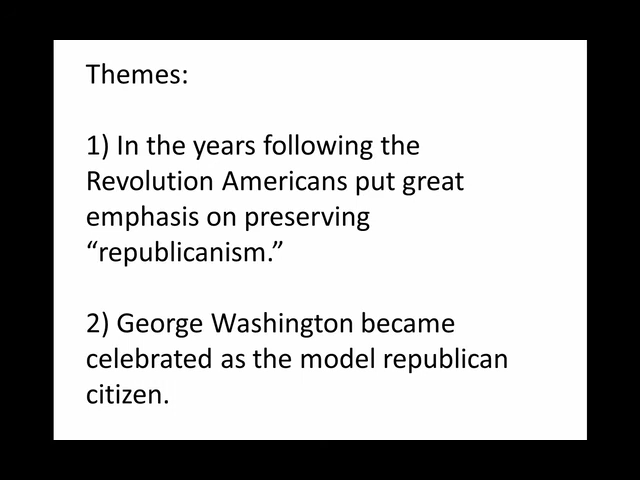 Themes:
1) In the years following the
Revolution Americans put great
emphasis on preserving
“republicanism.”
2) George Washington became
celebrated as the model republican
citizen.